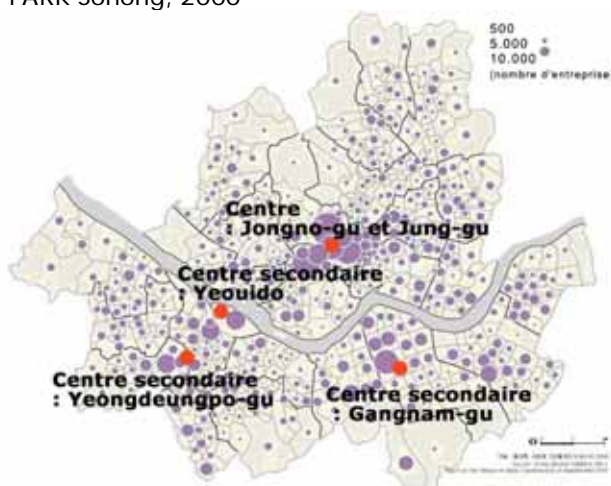 PARK Sohong, 2000
500
5.000
10.000
(nombre d'entreprise)
Centre
: Jongno-gu et Jung-gu
Centre secondaire
: Yeouido
Centre secondaire
: Yeongdeungpo-gu
Centre secondaire
: Gangnam-gu